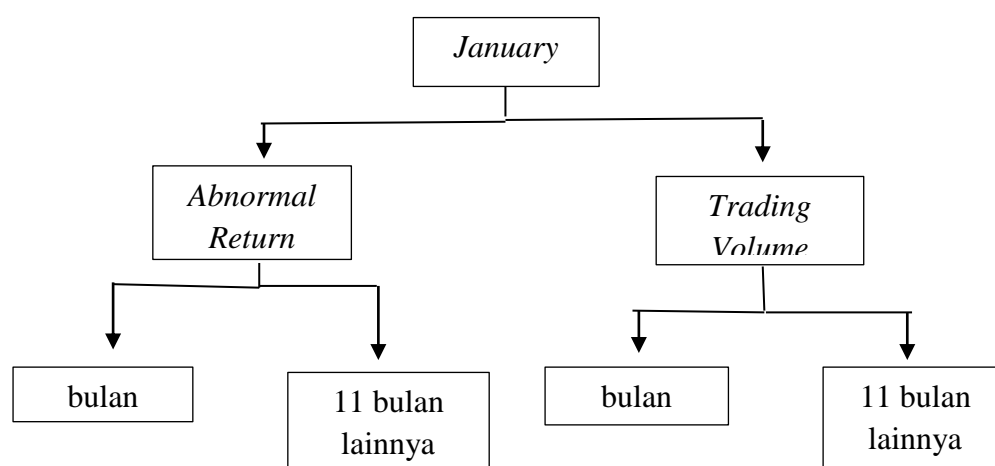 January
Abnormal
Return
Trading
Volume
bulan
11 bulan
lainnya
bulan
11 bulan
lainnya